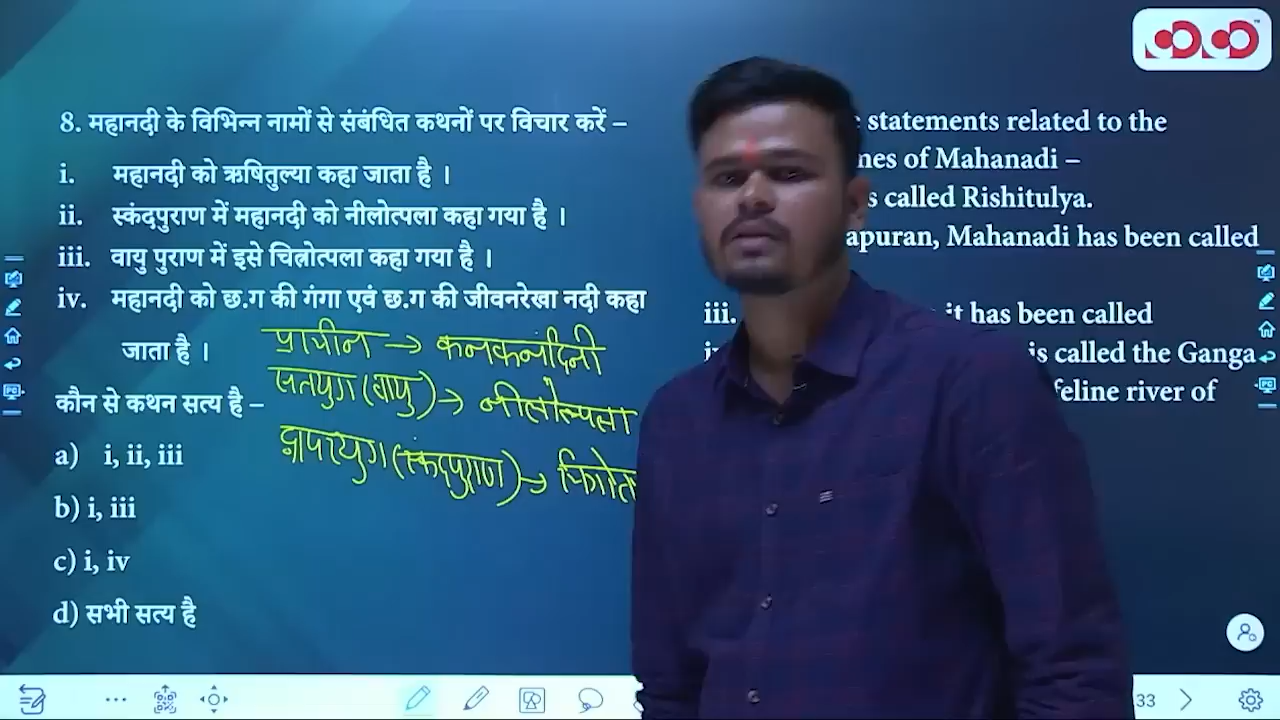 8. महानदी के विभिन्न नामों से संबंधित कथनों पर विचार करें –
i. महानदी को ऋषितुल्या कहा जाता है ।
ii. स्कंदपुराण में महानदी को नीलोत्पला कहा गया है ।
iii. वायु पुराण में इसे चित्रोत्पला कहा गया है ।
iv. महानदी को छ.ग की गंगा एवं छ.ग की जीवनरेखा नदी कहा
जाता है ।
प्राचीन → कनकनंदिनी
सतयुग (वायु) → नीलोत्पला
द्वापरयुग (स्कंदपुराण) →
कौन से कथन सत्य है –
a) i, ii, iii
b) i, iii
c) i, iv
d) सभी सत्य है
statements related to the
of Mahanadi –
called Rishitulya.
Mahanadi has been called
iii. it has been called
is called the Ganga
river of
33